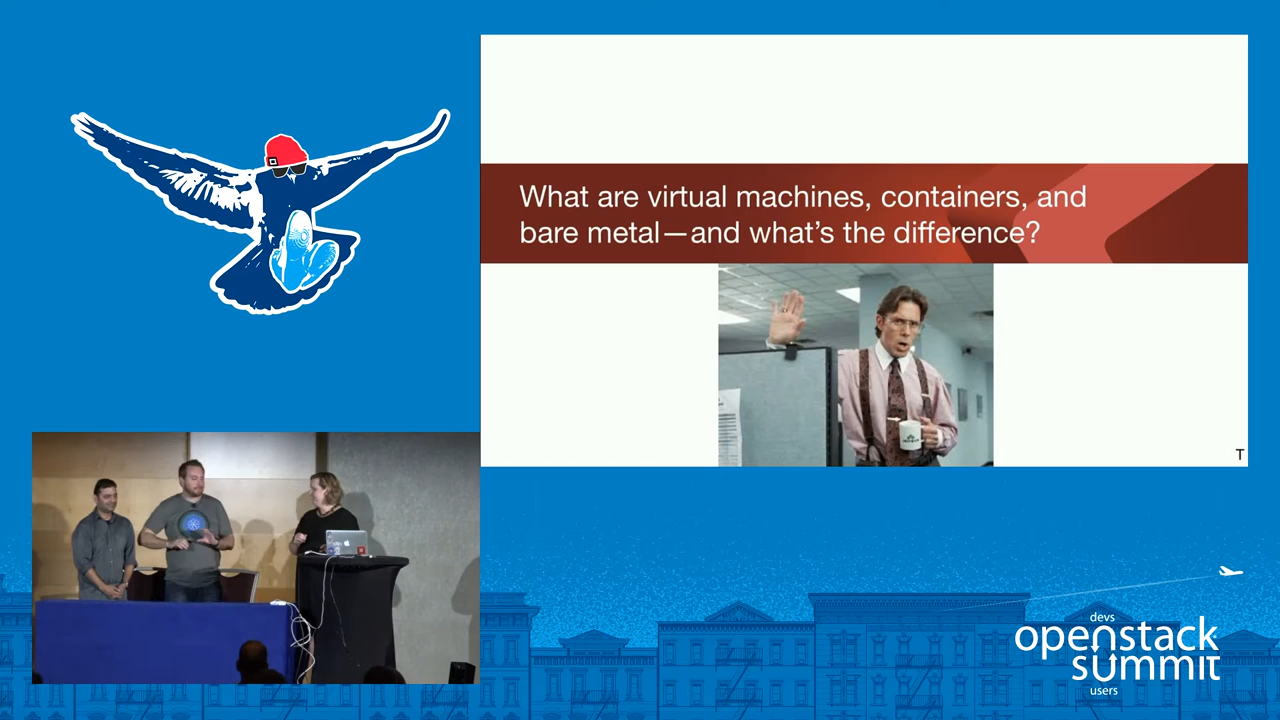 What are virtual machines, containers, and
bare metal—and what's the difference?
T
devs
openstack
summit
users